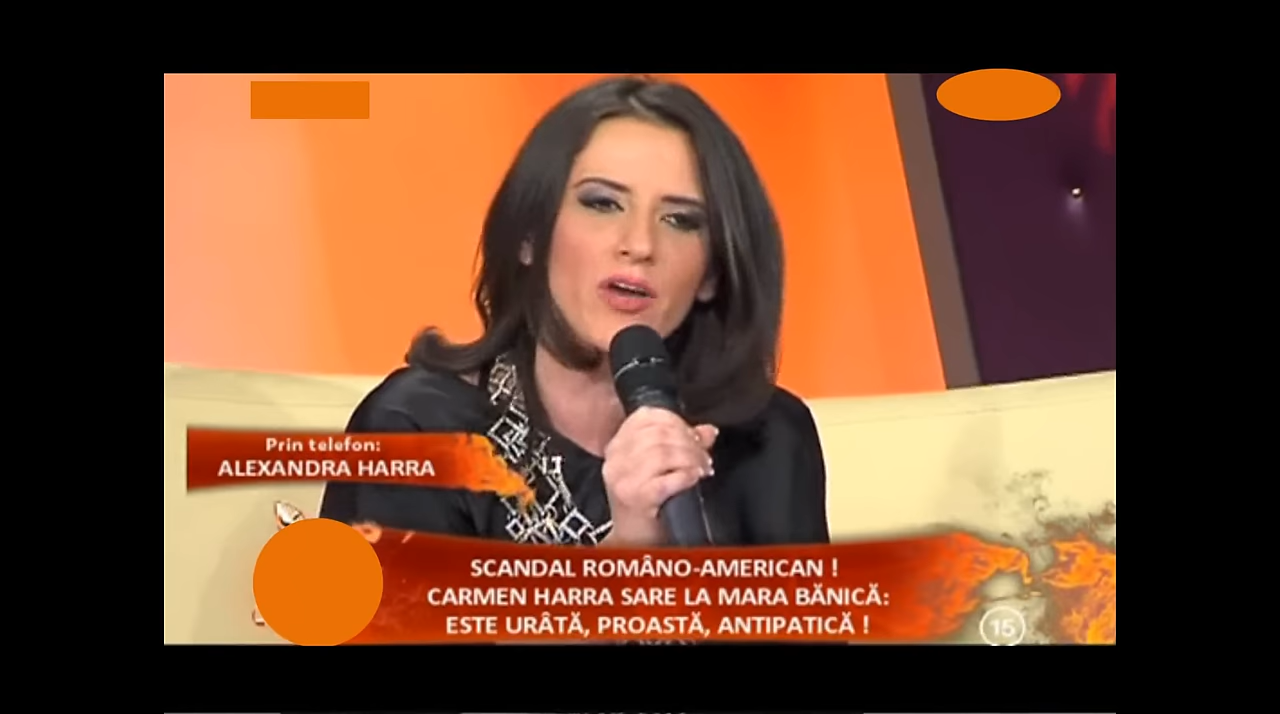 Prin telefon:
ALEXANDRA HARRA
SCANDAL ROMÂNO-AMERICAN !
CARMEN HARRA SARE LA MARA BĂNICĂ:
ESTE URÂTĂ, PROASTĂ, ANTIPATICĂ !
15